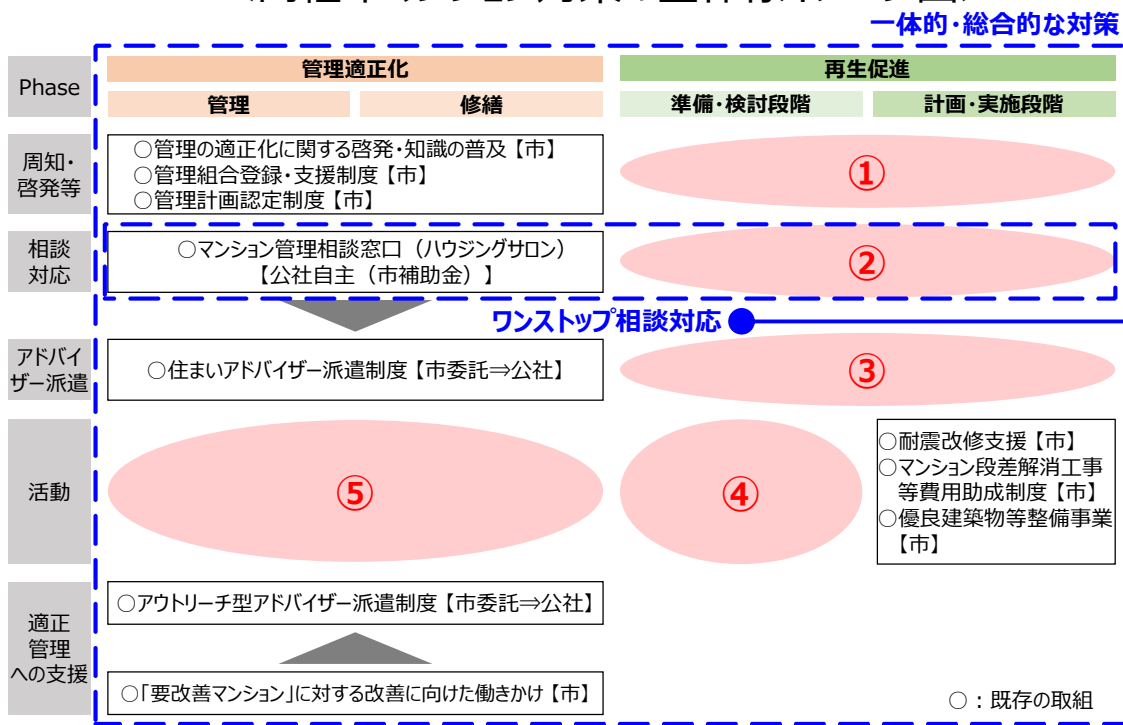 一体的・総合的な対策
Phase
管理適正化
再生促進
管理
修繕
準備・検討段階
計画・実施段階
周知・
啓発等
○管理の適正化に関する啓発・知識の普及【市】
○管理組合登録・支援制度【市】
○管理計画認定制度【市】
①
相談
対応
○マンション管理相談窓口（ハウジングサロン）
【公社自主（市補助金）】
②
ワンストップ相談対応
アドバイ
ザー派遣
○住まいアドバイザー派遣制度【市委託⇒公社】
③
活動
⑤
④
○耐震改修支援【市】
○マンション段差解消工事
等費用助成制度【市】
○優良建築物等整備事業
【市】
適正
管理
への支援
○アウトリーチ型アドバイザー派遣制度【市委託⇒公社】
○「要改善マンション」に対する改善に向けた働きかけ【市】
○：既存の取組